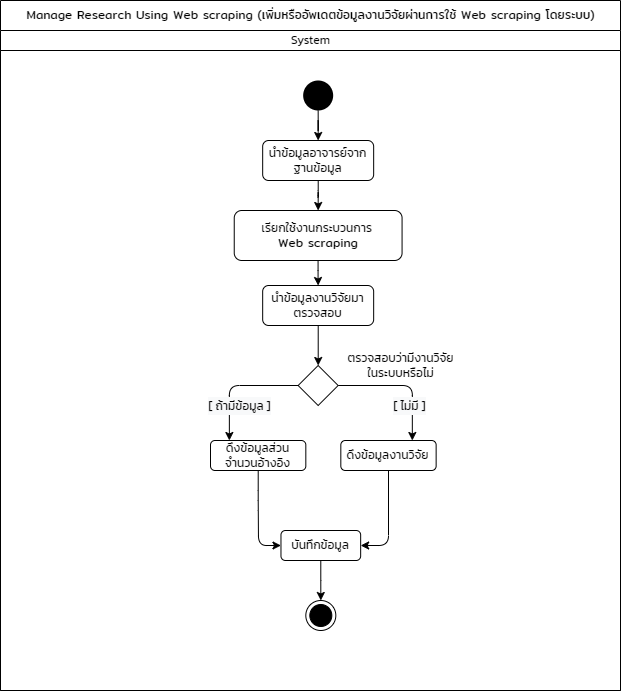 Manage Research Using Web scraping (เพิ่มหรืออัพเดตข้อมูลงานวิจัยผ่านการใช้ Web scraping โดยระบบ)
System
นำข้อมูลอาจารย์จาก
ฐานข้อมูล
เรียกใช้งานกระบวนการ
Web scraping
นำข้อมูลงานวิจัยมา
ตรวจสอบ
ตรวจสอบว่ามีงานวิจัย
ในระบบหรือไม่
[ ถ้ามีข้อมูล ]
[ ไม่มี ]
ดึงข้อมูลส่วน
จำนวนอ้างอิง
ดึงข้อมูลงานวิจัย
บันทึกข้อมูล